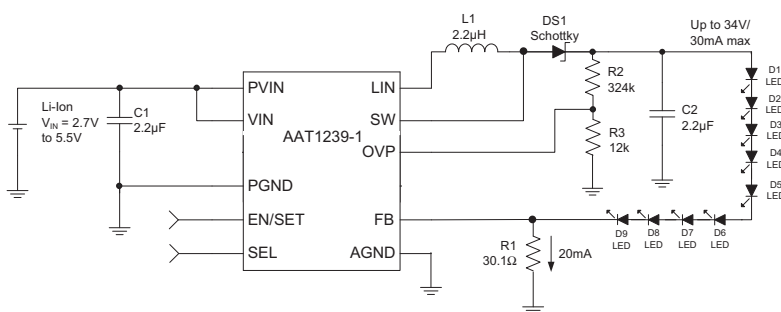 L1
2.2µH
DS1
Schottky
Up to 34V/
30mA max
Li-Ion
VIN = 2.7V
to 5.5V
C1
2.2µF
PVIN
VIN
AAT1239-1
PGND
EN/SET
SEL
LIN
SW
OVP
FB
AGND
R2
324k
R3
12k
C2
2.2µF
D1
LED
D2
LED
D3
LED
D4
LED
D5
LED
D9
LED
D8
LED
D7
LED
D6
LED
R1
30.1Ω
20mA